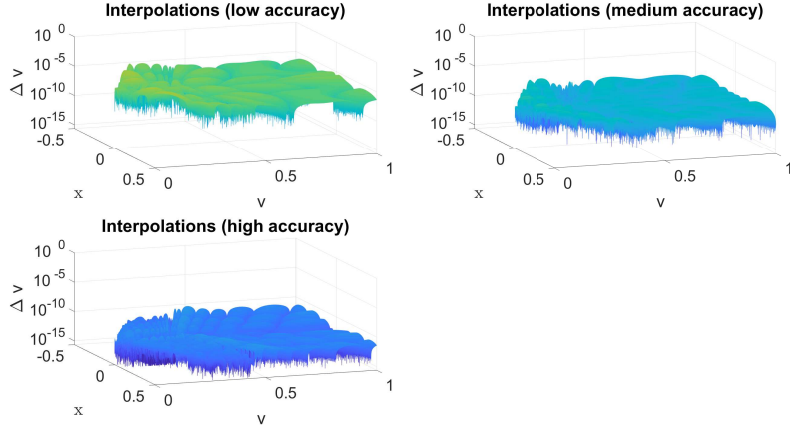 Interpolations (low accuracy)
10^0
10^-5
10^-10
10^-15
Δ v
-0.5
0
0.5
x
0
0.5
1
v
Interpolations (medium accuracy)
10^0
10^-5
10^-10
10^-15
Δ v
-0.5
0
0.5
x
0
0.5
1
v
Interpolations (high accuracy)
10^0
10^-5
10^-10
10^-15
Δ v
-0.5
0
0.5
x
0
0.5
1
v